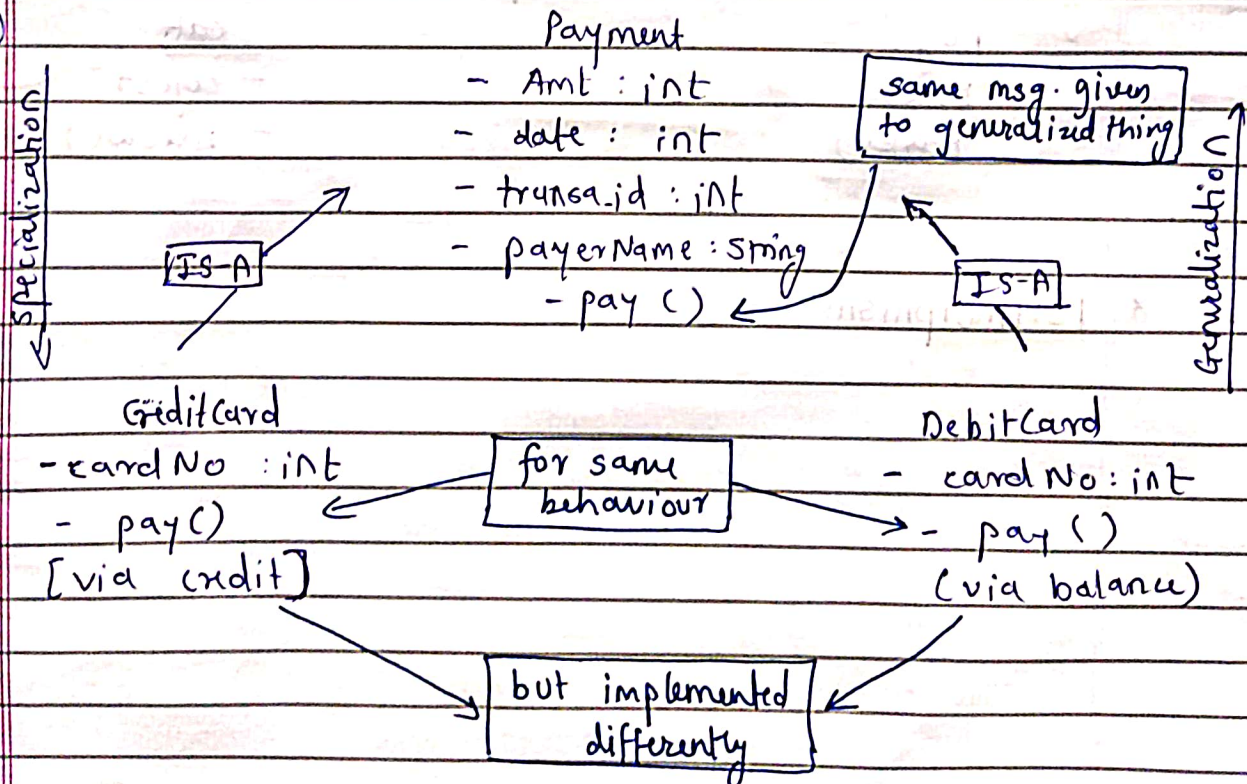 Payment
- Amt : int
- date : int
- transa_id : int
- payerName : String
- pay ()
same msg. given
to generalized thing
Specialization
Generalization
IS-A
IS-A
CreditCard
- cardNo : int
- pay()
[via credit]
for same
behaviour
DebitCard
- cardNo : int
- pay ()
(via balance)
but implemented
differently